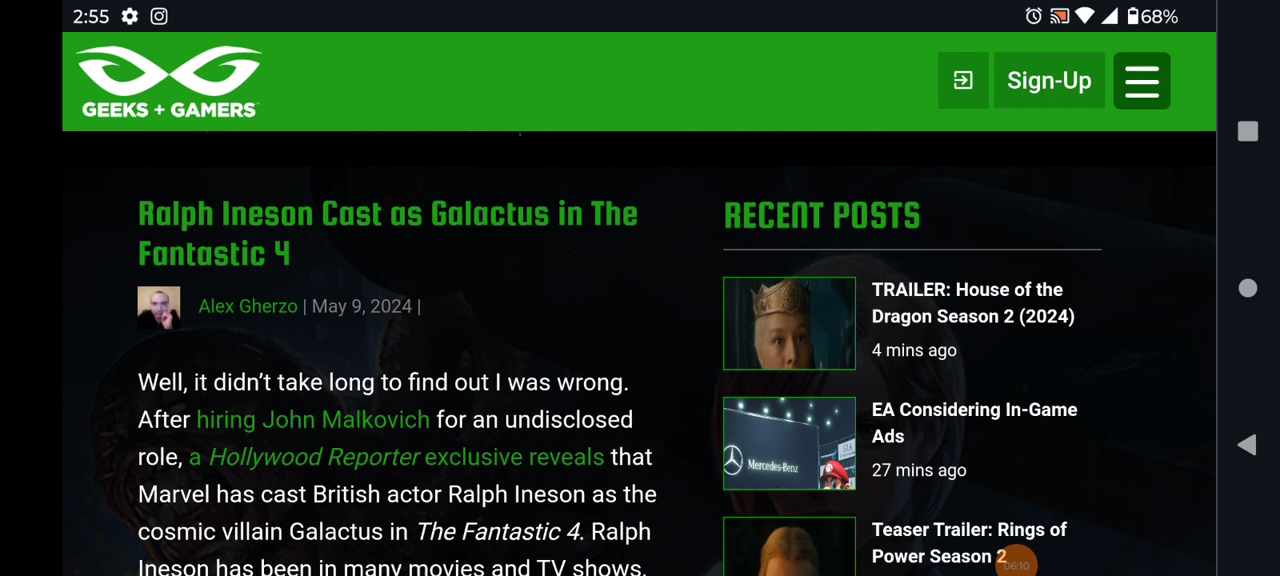 2:55
68%
GEEKS + GAMERS
Sign-Up
Ralph Ineson Cast as Galactus in The
Fantastic 4
Alex Gherzo | May 9, 2024 |
Well, it didn’t take long to find out I was wrong.
After hiring John Malkovich for an undisclosed
role, a Hollywood Reporter exclusive reveals that
Marvel has cast British actor Ralph Ineson as the
cosmic villain Galactus in The Fantastic 4. Ralph
Ineson has been in many movies and TV shows,
RECENT POSTS
TRAILER: House of the
Dragon Season 2 (2024)
4 mins ago
EA Considering In-Game
Ads
27 mins ago
Mercedes-Benz
Teaser Trailer: Rings of
Power Season 2
06:10